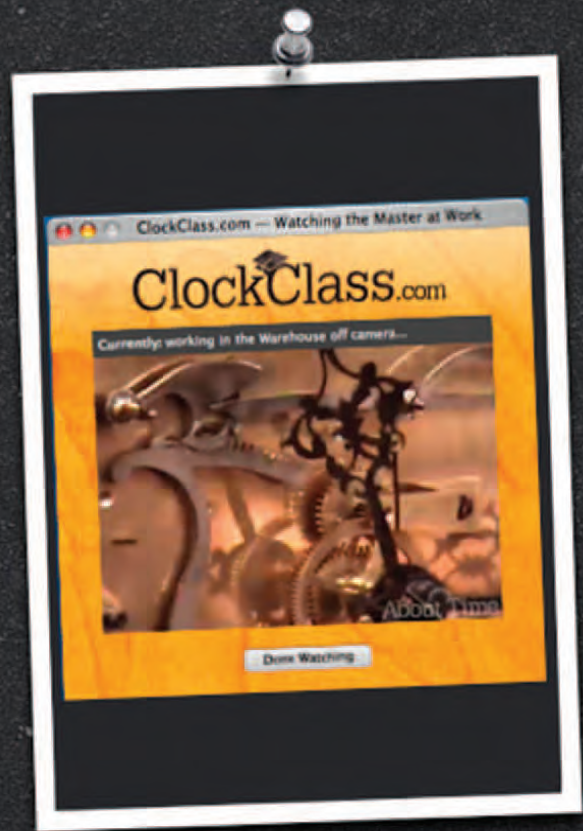 ClockClass.com — Watching the Master at Work
ClockClass.com
Currently: working in the Warehouse off camera...
About Time
Done Watching